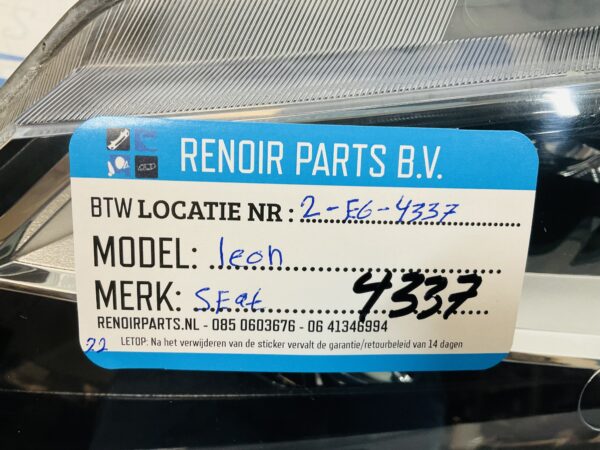 RENOIR PARTS B.V.
BTW LOCATIE NR : 2-E6-4337
MODEL: leon
MERK: SEat 4337
RENOIRPARTS.NL - 085 0603676 - 06 41346994
22 LETOP: Na het verwijderen van de sticker vervalt de garantie/retourbeleid van 14 dagen